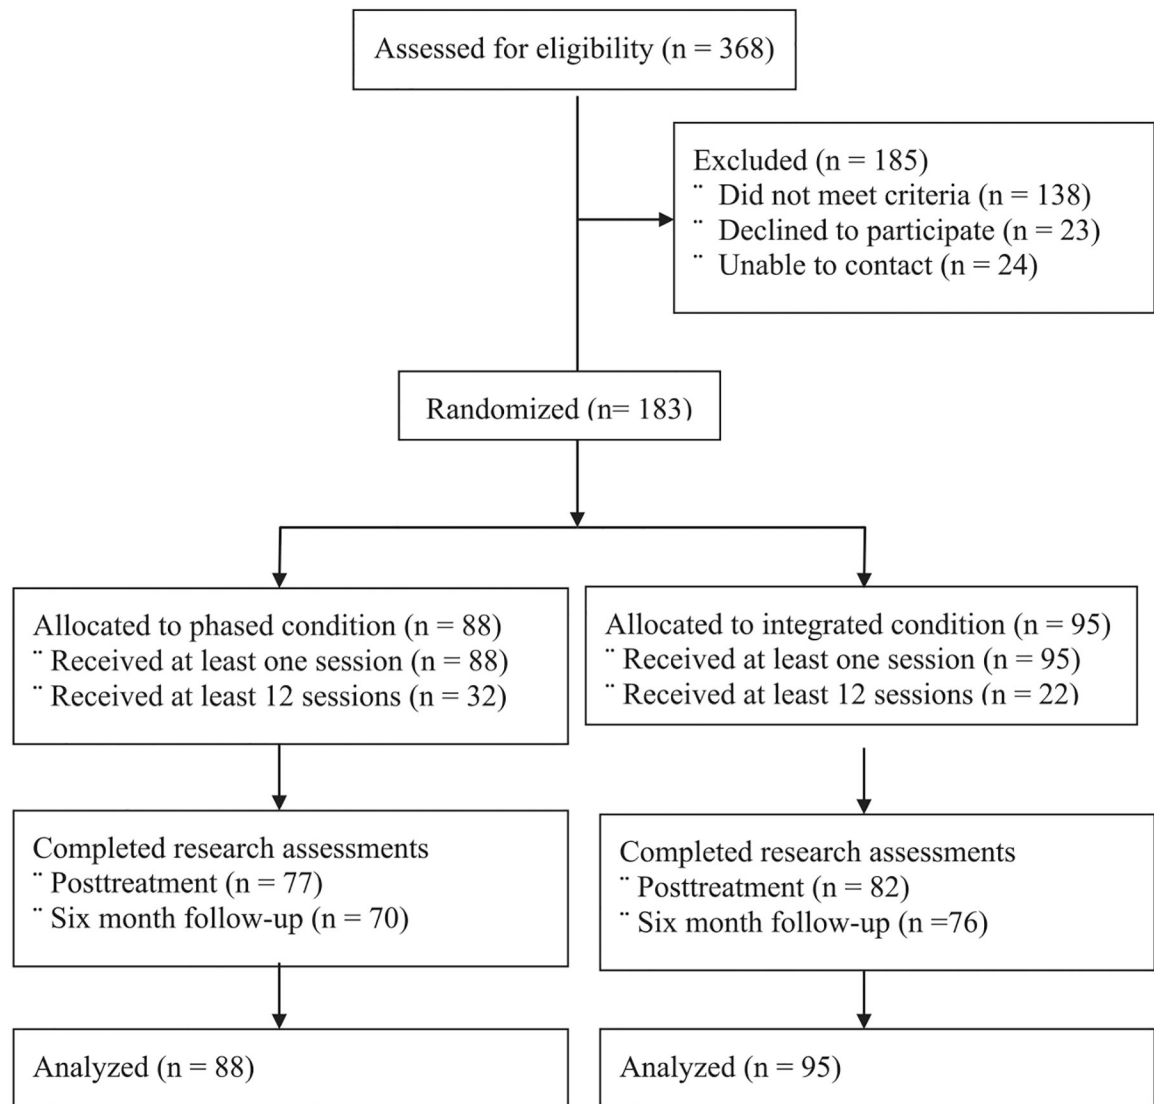 Assessed for eligibility (n = 368)
Excluded (n = 185)
¨ Did not meet criteria (n = 138)
¨ Declined to participate (n = 23)
¨ Unable to contact (n = 24)
Randomized (n= 183)
Allocated to phased condition (n = 88)
¨ Received at least one session (n = 88)
¨ Received at least 12 sessions (n = 32)
Allocated to integrated condition (n = 95)
¨ Received at least one session (n = 95)
¨ Received at least 12 sessions (n = 22)
Completed research assessments
¨ Posttreatment (n = 77)
¨ Six month follow-up (n = 70)
Completed research assessments
¨ Posttreatment (n = 82)
¨ Six month follow-up (n =76)
Analyzed (n = 88)
Analyzed (n = 95)